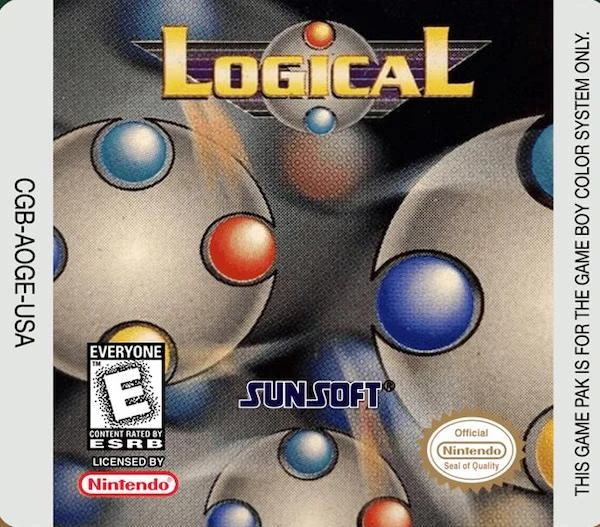 LOGICAL
CGB-AOGE-USA
THIS GAME PAK IS FOR THE GAME BOY COLOR SYSTEM ONLY.
EVERYONE
TM
E
CONTENT RATED BY
ESRB
SUNSOFT®
LICENSED BY
Nintendo®
Official
Nintendo
Seal of Quality